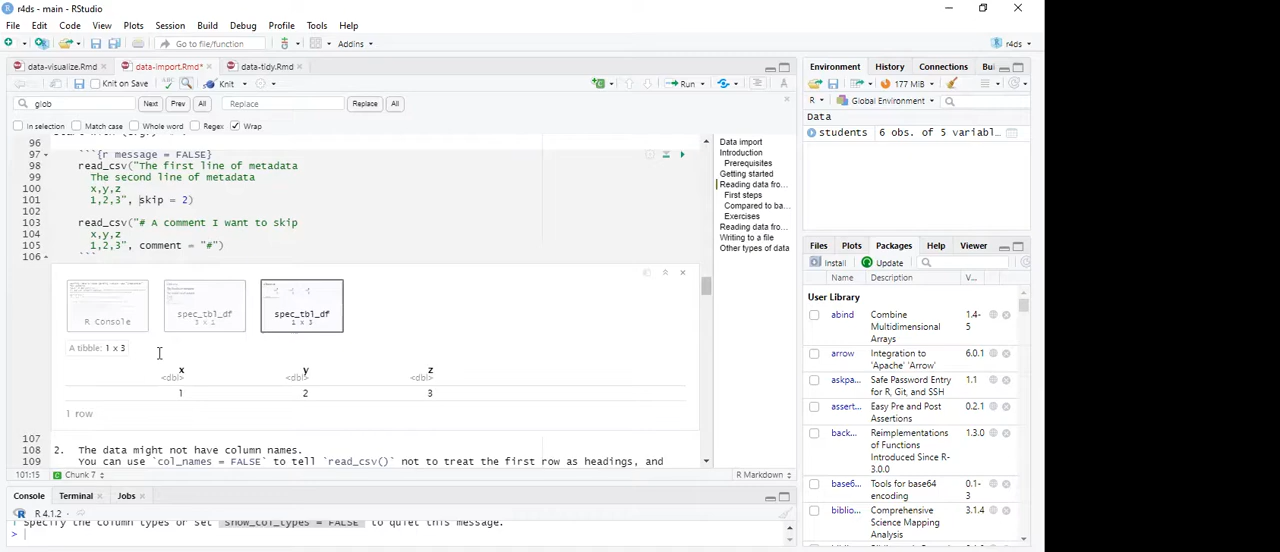 r4ds - main - RStudio
File Edit Code View Plots Session Build Debug Profile Tools Help
Go to file/function
Addins
r4ds
data-visualize.Rmd
data-import.Rmd*
data-tidy.Rmd
Knit on Save
Knit
Run
glob
Next Prev All
Replace
Replace All
In selection Match case Whole word Regex Wrap
96
97 ```{r message = FALSE}
98 read_csv("The first line of metadata
99 The second line of metadata
100 x,y,z
101 1,2,3", skip = 2)
102
103 read_csv("# A comment I want to skip
104 x,y,z
105 1,2,3", comment = "#")
106 ```
R Console
spec_tbl_df
3 x 1
spec_tbl_df
1 x 3
A tibble: 1 x 3
x y z
<dbl> <dbl> <dbl>
1 2 3
1 row
107
108 2. The data might not have column names.
109 You can use `col_names = FALSE` to tell `read_csv()` not to treat the first row as headings, and
101:15
Chunk 7
R Markdown
Data import
Introduction
Prerequisites
Getting started
Reading data fro...
First steps
Compared to ba...
Exercises
Reading data fro...
Writing to a file
Other types of data
Console Terminal Jobs
R 4.1.2 ·
Specify the column types or set `show_col_types = FALSE` to quiet this message.
>
Environment History Connections Bui
177 MiB
R Global Environment
Data
students 6 obs. of 5 variabl...
Files Plots Packages Help Viewer
Install Update
Name Description V...
User Library
abind Combine Multidimensional Arrays 1.4-5
arrow Integration to 'Apache' 'Arrow' 6.0.1
askpa... Safe Password Entry for R, Git, and SSH 1.1
assert... Easy Pre and Post Assertions 0.2.1
back... Reimplementations of Functions Introduced Since R-3.0.0 1.3.0
base6... Tools for base64 encoding 0.1-3
biblio... Comprehensive Science Mapping Analysis 3.1.4